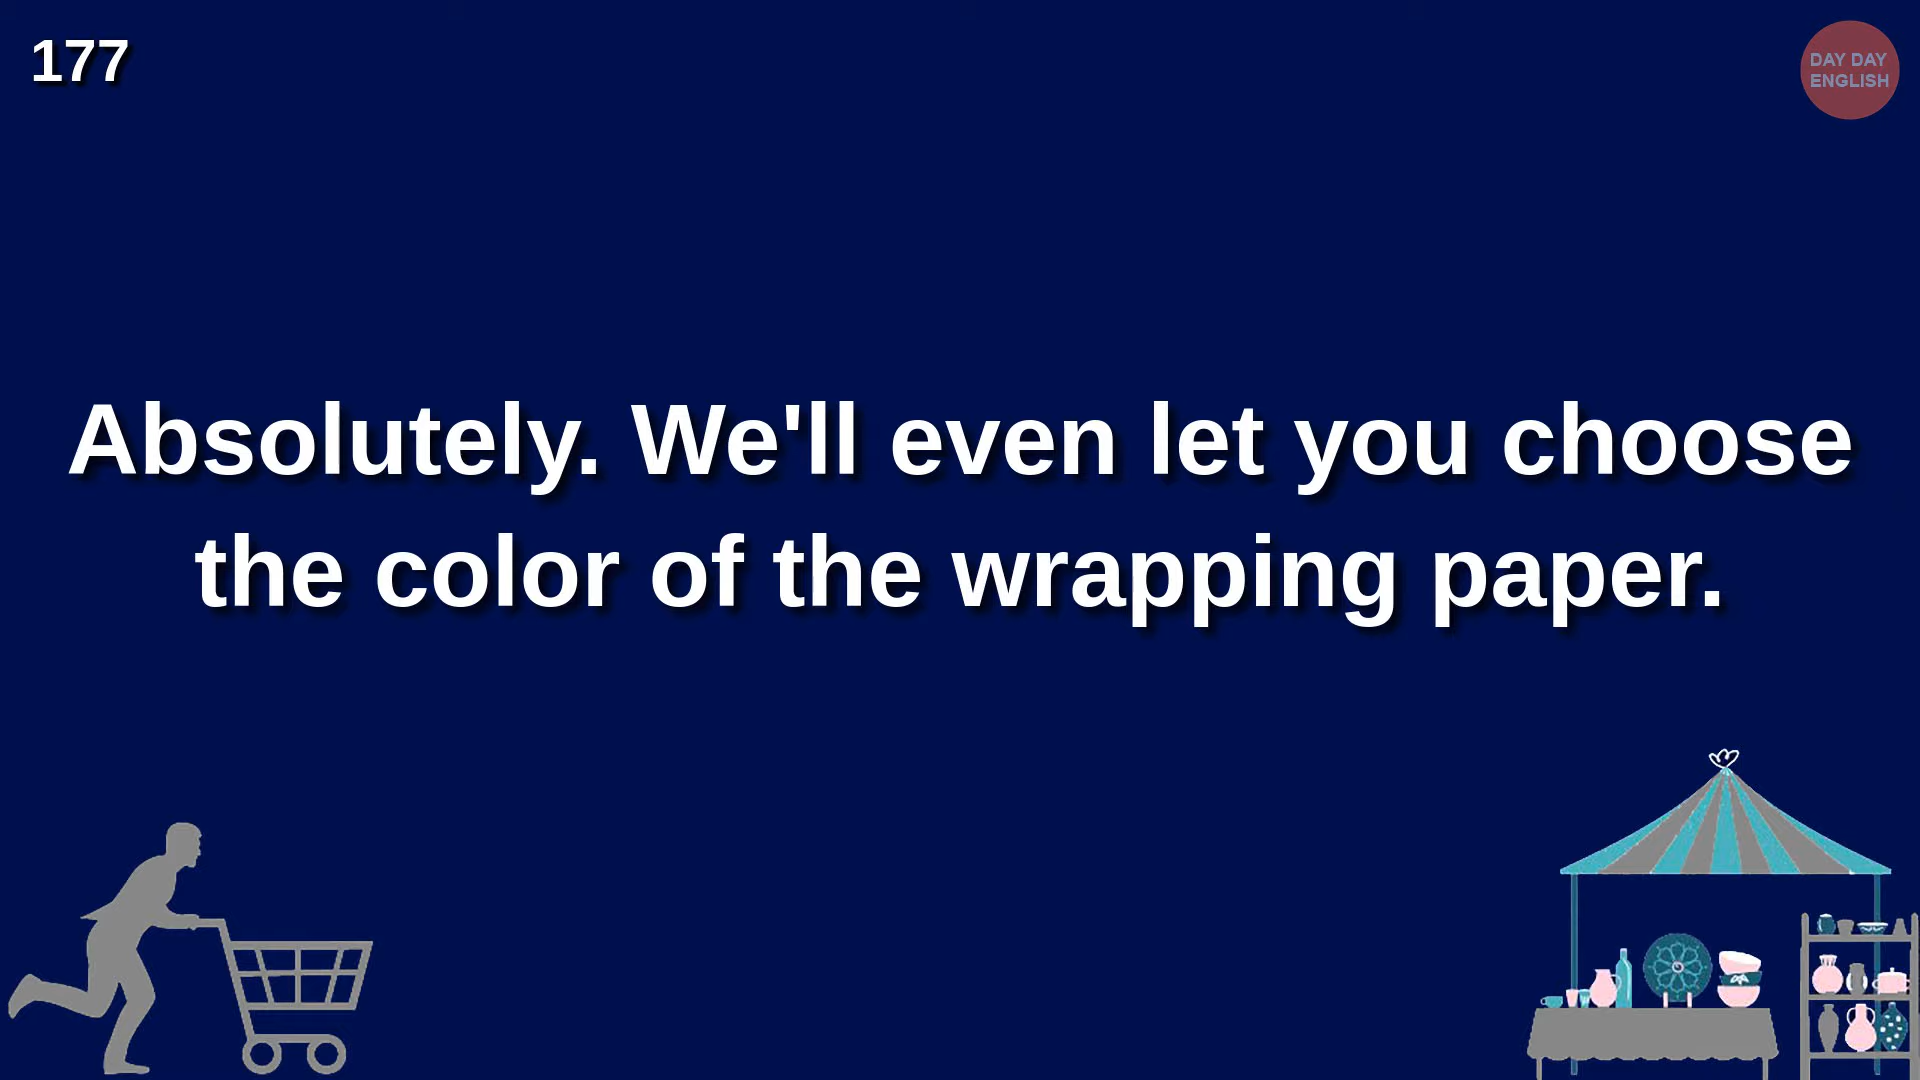 177
DAY DAY
ENGLISH
Absolutely. We'll even let you choose
the color of the wrapping paper.